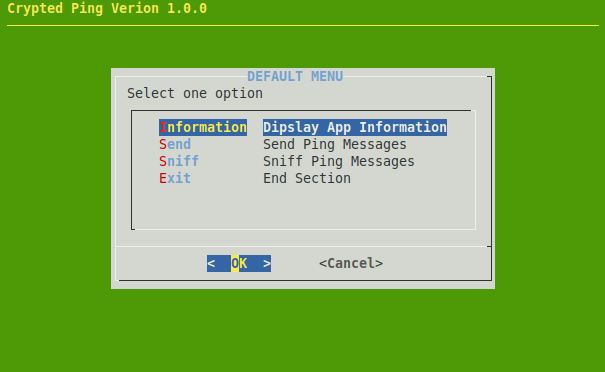 Crypted Ping Verion 1.0.0
DEFAULT MENU
Select one option
Information Dipslay App Information
Send Send Ping Messages
Sniff Sniff Ping Messages
Exit End Section
< OK > <Cancel>